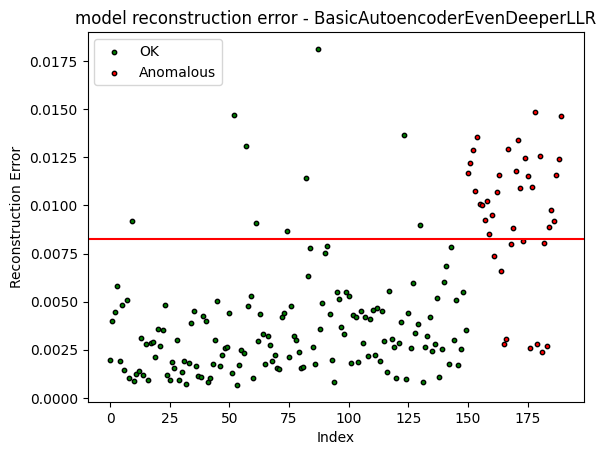 model reconstruction error - BasicAutoencoderEvenDeeperLLR
OK
Anomalous
0.0175
0.0150
0.0125
0.0100
0.0075
0.0050
0.0025
0.0000
Reconstruction Error
0 25 50 75 100 125 150 175
Index